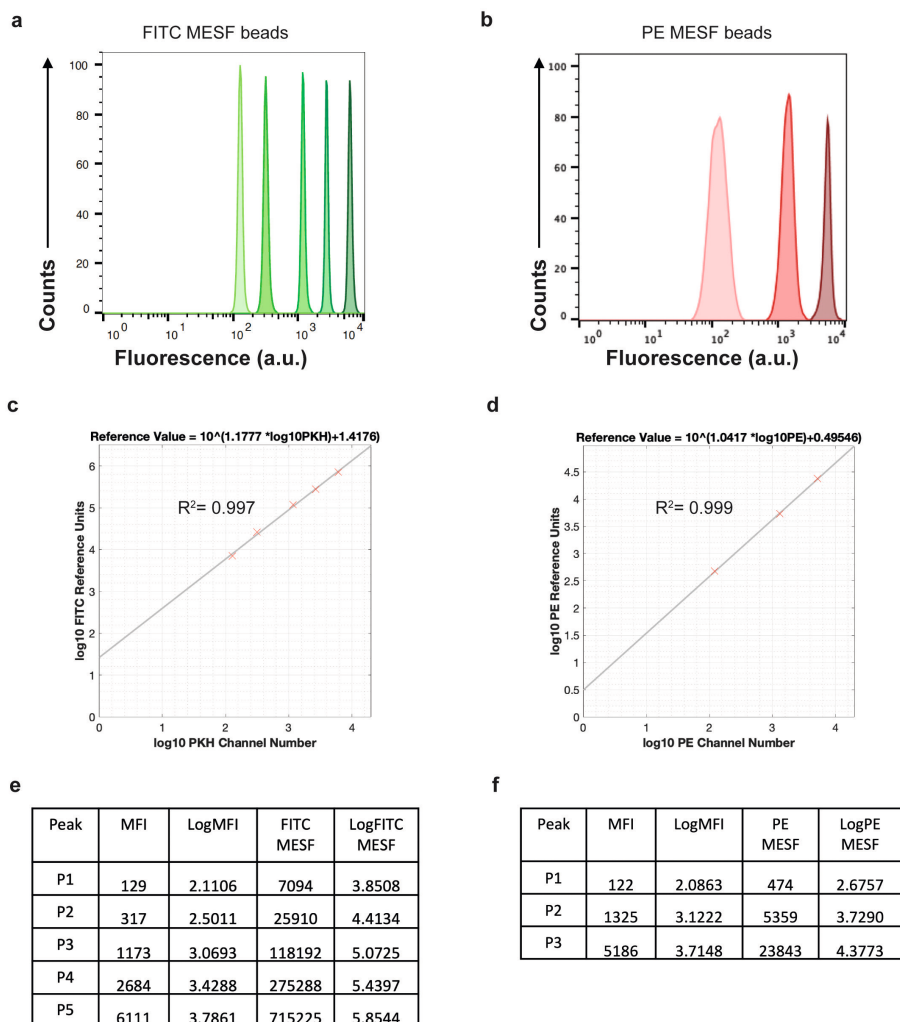 a
FITC MESF beads
100
80
60
40
20
0
Counts
10^0 10^1 10^2 10^3 10^4
Fluorescence (a.u.)
b
PE MESF beads
100
80
60
40
20
0
Counts
10^0 10^1 10^2 10^3 10^4
Fluorescence (a.u.)
c
Reference Value = 10^(1.1777 *log10PKH)+1.4176)
R²= 0.997
log10 FITC Reference Units
6
5
4
3
2
1
0
0 1 2 3 4
log10 PKH Channel Number
d
Reference Value = 10^(1.0417 *log10PE)+0.49546)
R²= 0.999
log10 PE Reference Units
4.5
4
3.5
3
2.5
2
1.5
1
0.5
0
0 1 2 3 4
log10 PE Channel Number
e
Peak MFI LogMFI FITC MESF LogFITC MESF
P1 129 2.1106 7094 3.8508
P2 317 2.5011 25910 4.4134
P3 1173 3.0693 118192 5.0725
P4 2684 3.4288 275288 5.4397
P5 6111 3.7861 715225 5.8544
f
Peak MFI LogMFI PE MESF LogPE MESF
P1 122 2.0863 474 2.6757
P2 1325 3.1222 5359 3.7290
P3 5186 3.7148 23843 4.3773